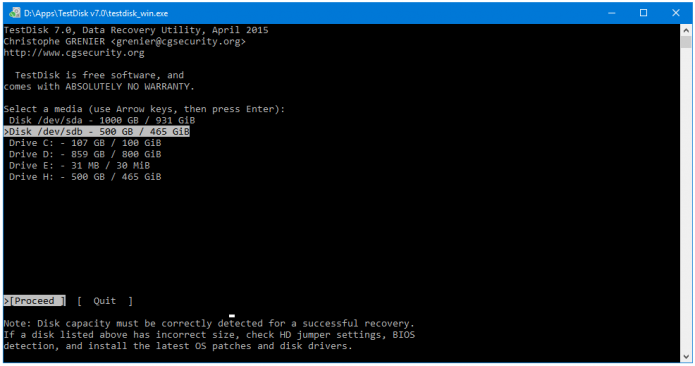 D:\Apps\TestDisk v7.0\testdisk_win.exe
TestDisk 7.0, Data Recovery Utility, April 2015
Christophe GRENIER <grenier@cgsecurity.org>
http://www.cgsecurity.org
TestDisk is free software, and
comes with ABSOLUTELY NO WARRANTY.
Select a media (use Arrow keys, then press Enter):
Disk /dev/sda - 1000 GB / 931 GiB
>Disk /dev/sdb - 500 GB / 465 GiB
Drive C: - 107 GB / 100 GiB
Drive D: - 859 GB / 800 GiB
Drive E: - 31 MB / 30 MiB
Drive H: - 500 GB / 465 GiB
>[Proceed ]  [  Quit  ]
Note: Disk capacity must be correctly detected for a successful recovery.
If a disk listed above has incorrect size, check HD jumper settings, BIOS
detection, and install the latest OS patches and disk drivers.